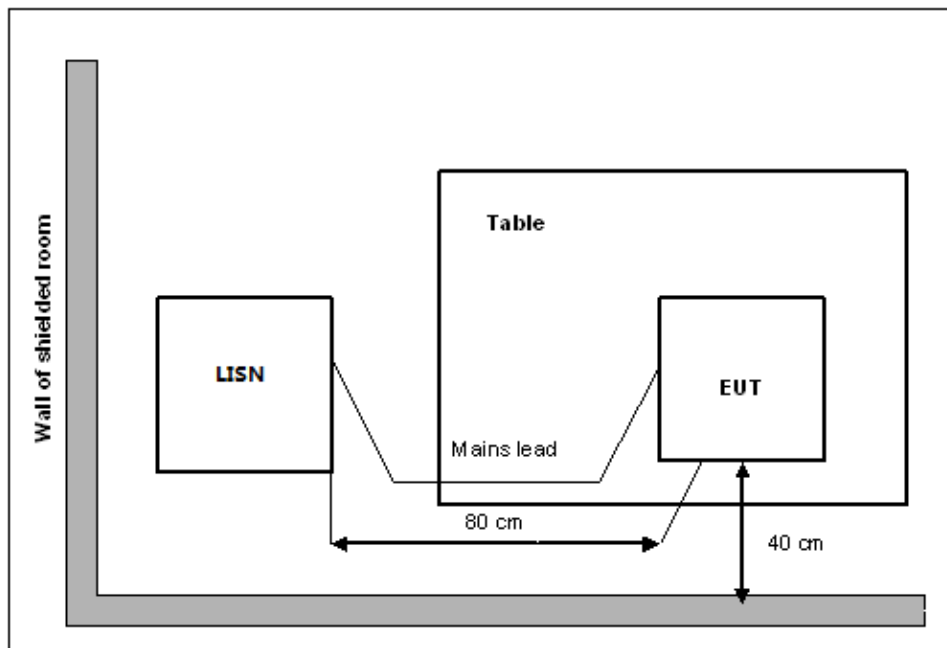 Wall of shielded room
Table
LISN
EUT
Mains lead
80 cm
40 cm